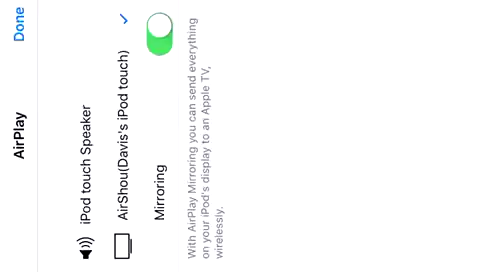 AirPlay
Done
iPod touch Speaker
AirShou(Davis's iPod touch)
Mirroring
With AirPlay Mirroring you can send everything
on your iPod's display to an Apple TV,
wirelessly.